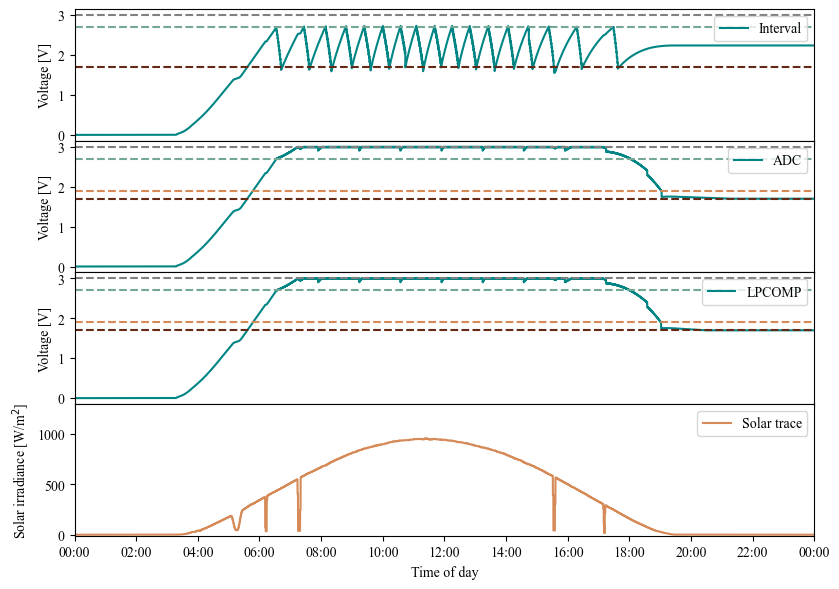 3
2
1
0
Voltage [V]
Interval
3
2
1
0
Voltage [V]
ADC
3
2
1
0
Voltage [V]
LPCOMP
1000
500
0
Solar irradiance [W/m²]
Solar trace
00:00 02:00 04:00 06:00 08:00 10:00 12:00 14:00 16:00 18:00 20:00 00:00
Time of day